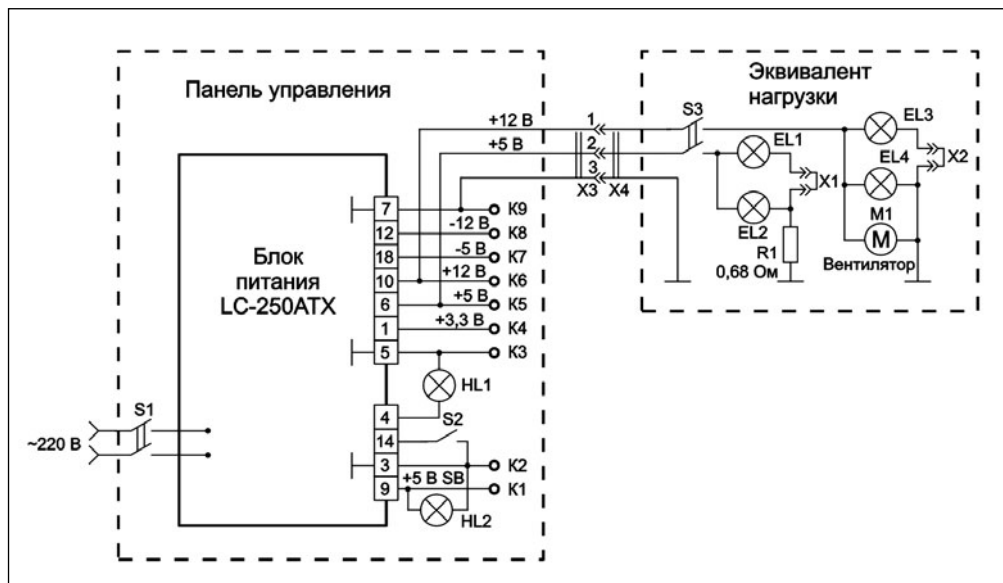 Панель управления
Эквивалент
нагрузки
Блок
питания
LC-250ATX
S1
~220 В
7
12
18
10
6
1
5
4
14
3
9
-12 В
-5 В
+12 В
+5 В
+3,3 В
+5 В SB
HL1
S2
HL2
K9
K8
K7
K6
K5
K4
K3
K2
K1
+12 В
+5 В
1
2
3
X3
X4
S3
EL1
EL2
X1
R1
0,68 Ом
EL3
EL4
X2
M1
M
Вентилятор